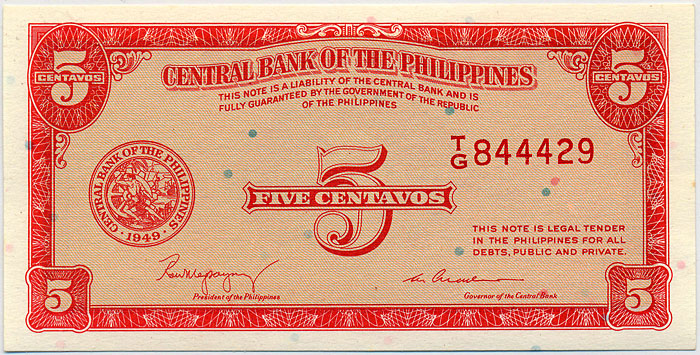 5
CENTAVOS
5
CENTAVOS
CENTRAL BANK OF THE PHILIPPINES
THIS NOTE IS A LIABILITY OF THE CENTRAL BANK AND IS
FULLY GUARANTEED BY THE GOVERNMENT OF THE REPUBLIC
OF THE PHILIPPINES
T/G 844429
CENTRAL BANK OF THE PHILIPPINES
· 1949 ·
5
FIVE CENTAVOS
THIS NOTE IS LEGAL TENDER
IN THE PHILIPPINES FOR ALL
DEBTS, PUBLIC AND PRIVATE.
President of the Philippines
Governor of the Central Bank
5
5